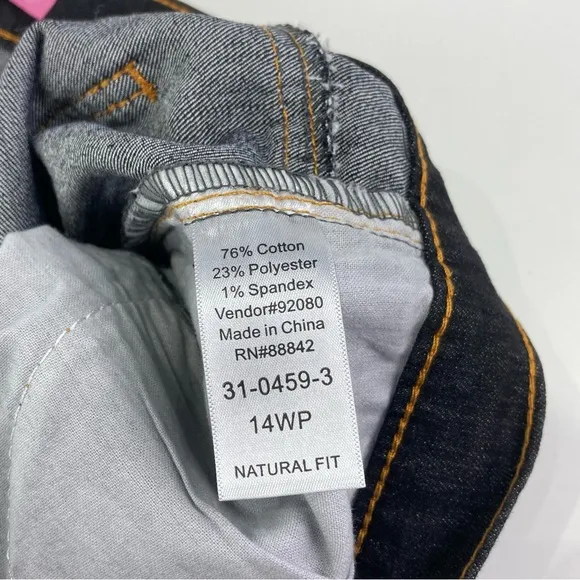 76% Cotton
23% Polyester
1% Spandex
Vendor#92080
Made in China
RN#88842
31-0459-3
14WP
NATURAL FIT